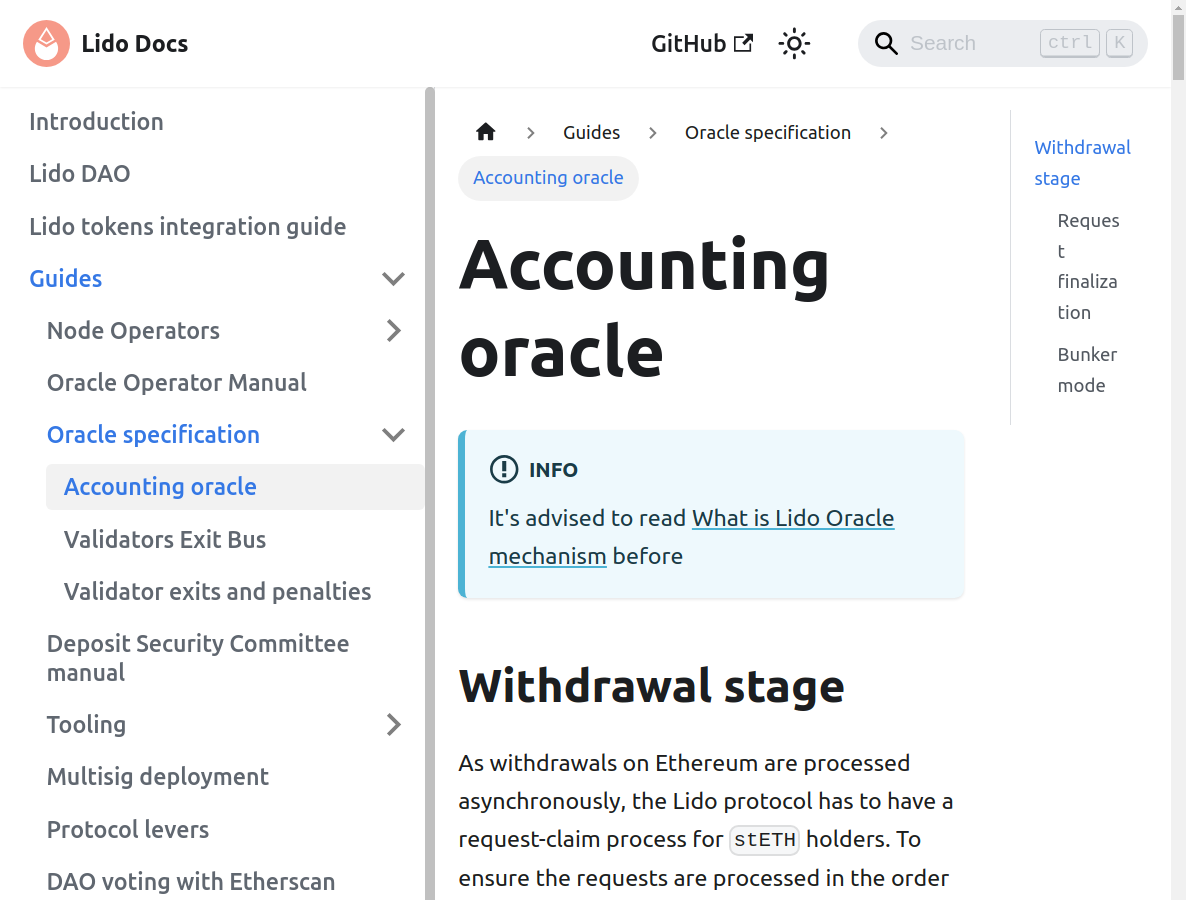 Lido Docs
GitHub
Search
ctrl K
Introduction
Lido DAO
Lido tokens integration guide
Guides
Node Operators
Oracle Operator Manual
Oracle specification
Accounting oracle
Validators Exit Bus
Validator exits and penalties
Deposit Security Committee
manual
Tooling
Multisig deployment
Protocol levers
DAO voting with Etherscan
Guides
Oracle specification
Accounting oracle
Accounting
oracle
INFO
It's advised to read What is Lido Oracle
mechanism before
Withdrawal stage
As withdrawals on Ethereum are processed
asynchronously, the Lido protocol has to have a
request-claim process for stETH holders. To
ensure the requests are processed in the order
Withdrawal
stage
Reques
t
finaliza
tion
Bunker
mode